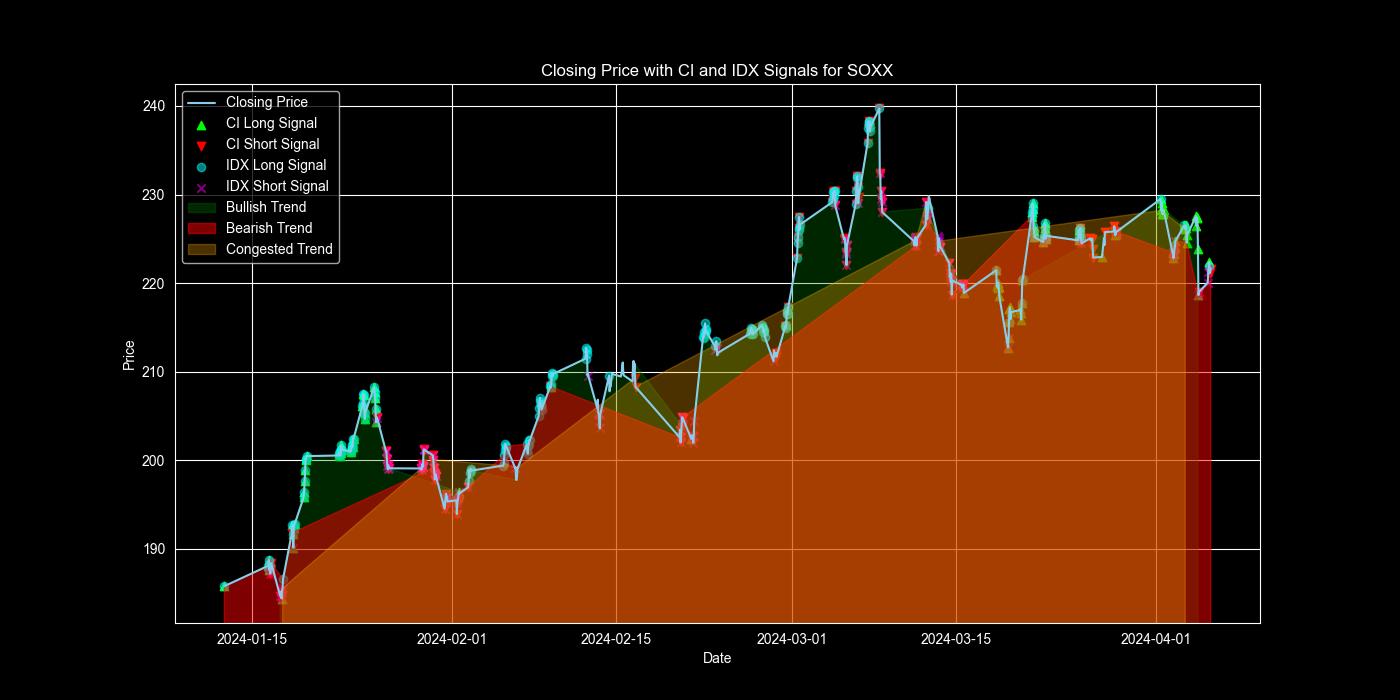 Closing Price with CI and IDX Signals for SOXX
Closing Price
CI Long Signal
CI Short Signal
IDX Long Signal
IDX Short Signal
Bullish Trend
Bearish Trend
Congested Trend
240
230
220
210
200
190
Price
2024-01-15
2024-02-01
2024-02-15
2024-03-01
2024-03-15
2024-04-01
Date